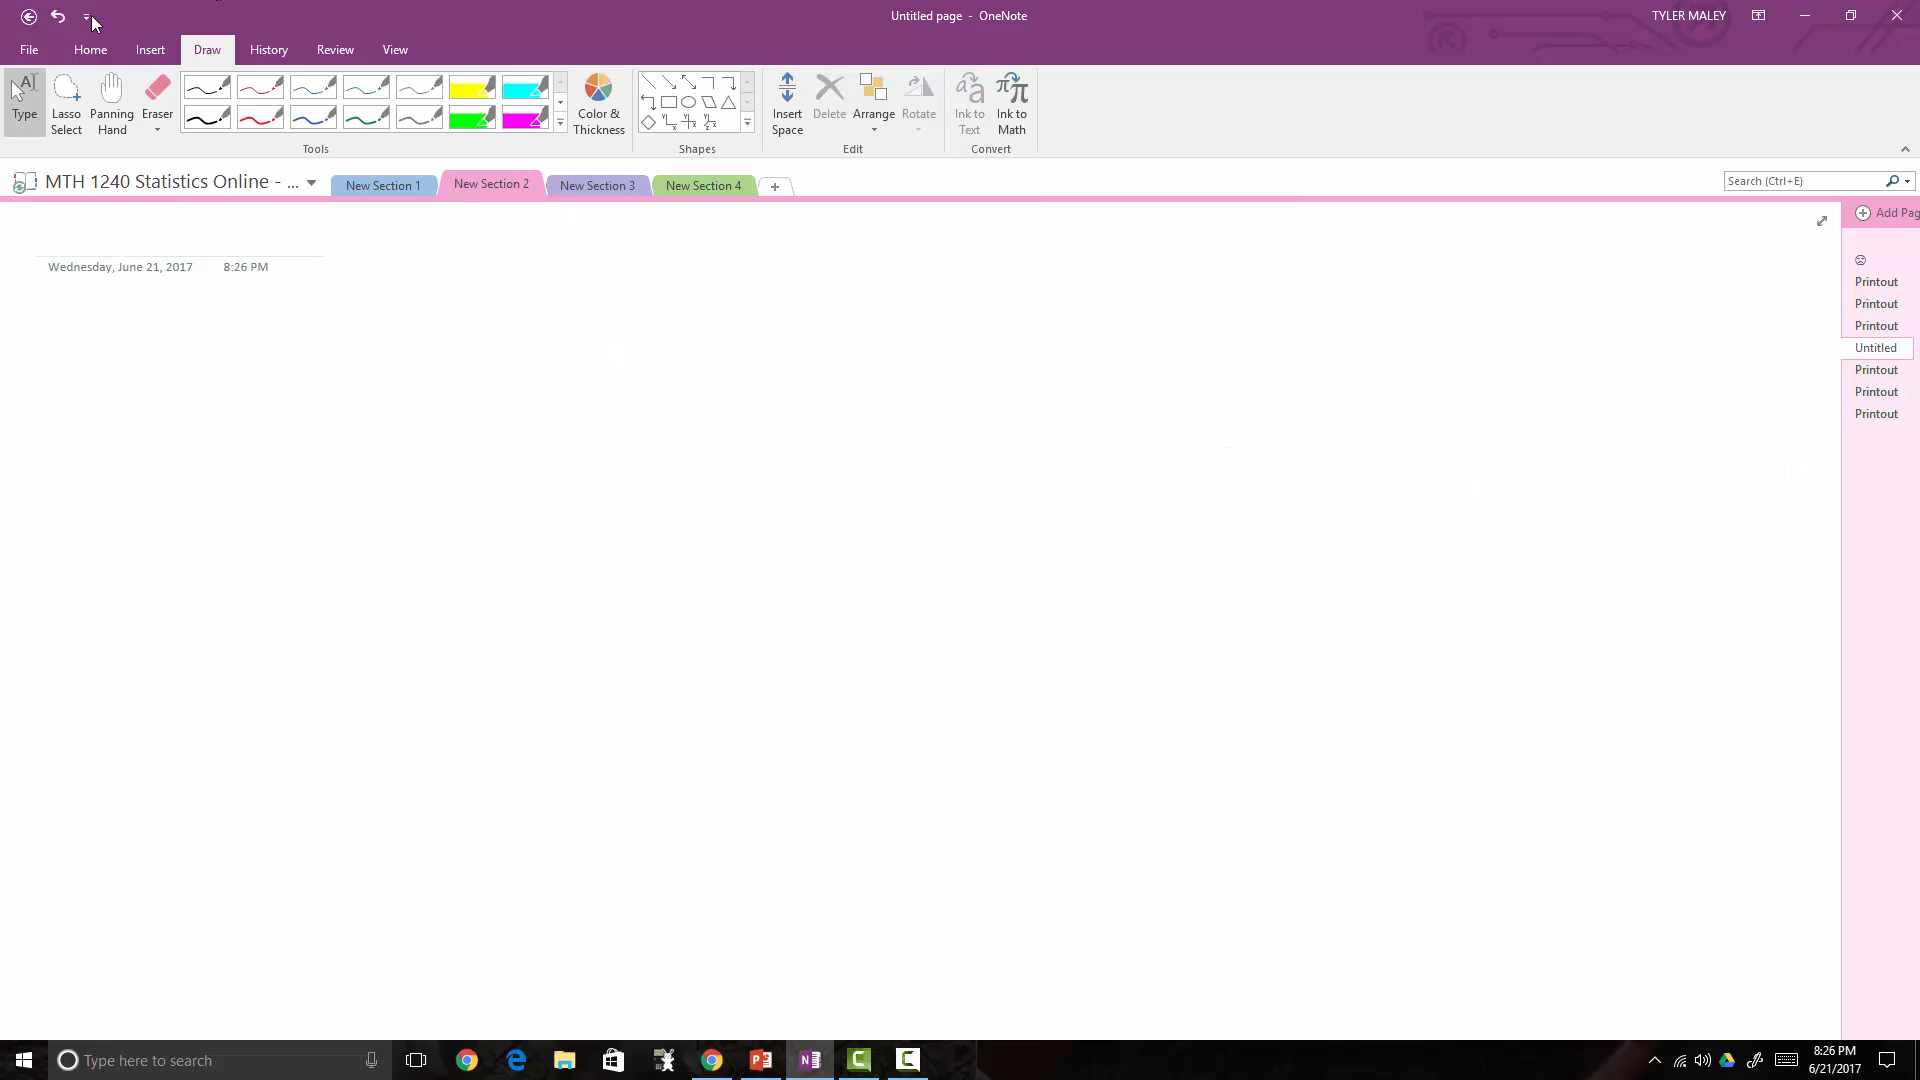 Untitled page - OneNote
TYLER MALEY
File Home Insert Draw History Review View
Type
Lasso Select
Panning Hand
Eraser
Color & Thickness
Insert Space
Delete
Arrange
Rotate
Ink to Text
Ink to Math
Tools
Shapes
Edit
Convert
MTH 1240 Statistics Online - ...
New Section 1
New Section 2
New Section 3
New Section 4
Search (Ctrl+E)
Add Pag
Wednesday, June 21, 2017 8:26 PM
Printout
Printout
Printout
Untitled
Printout
Printout
Printout
Type here to search
8:26 PM
6/21/2017